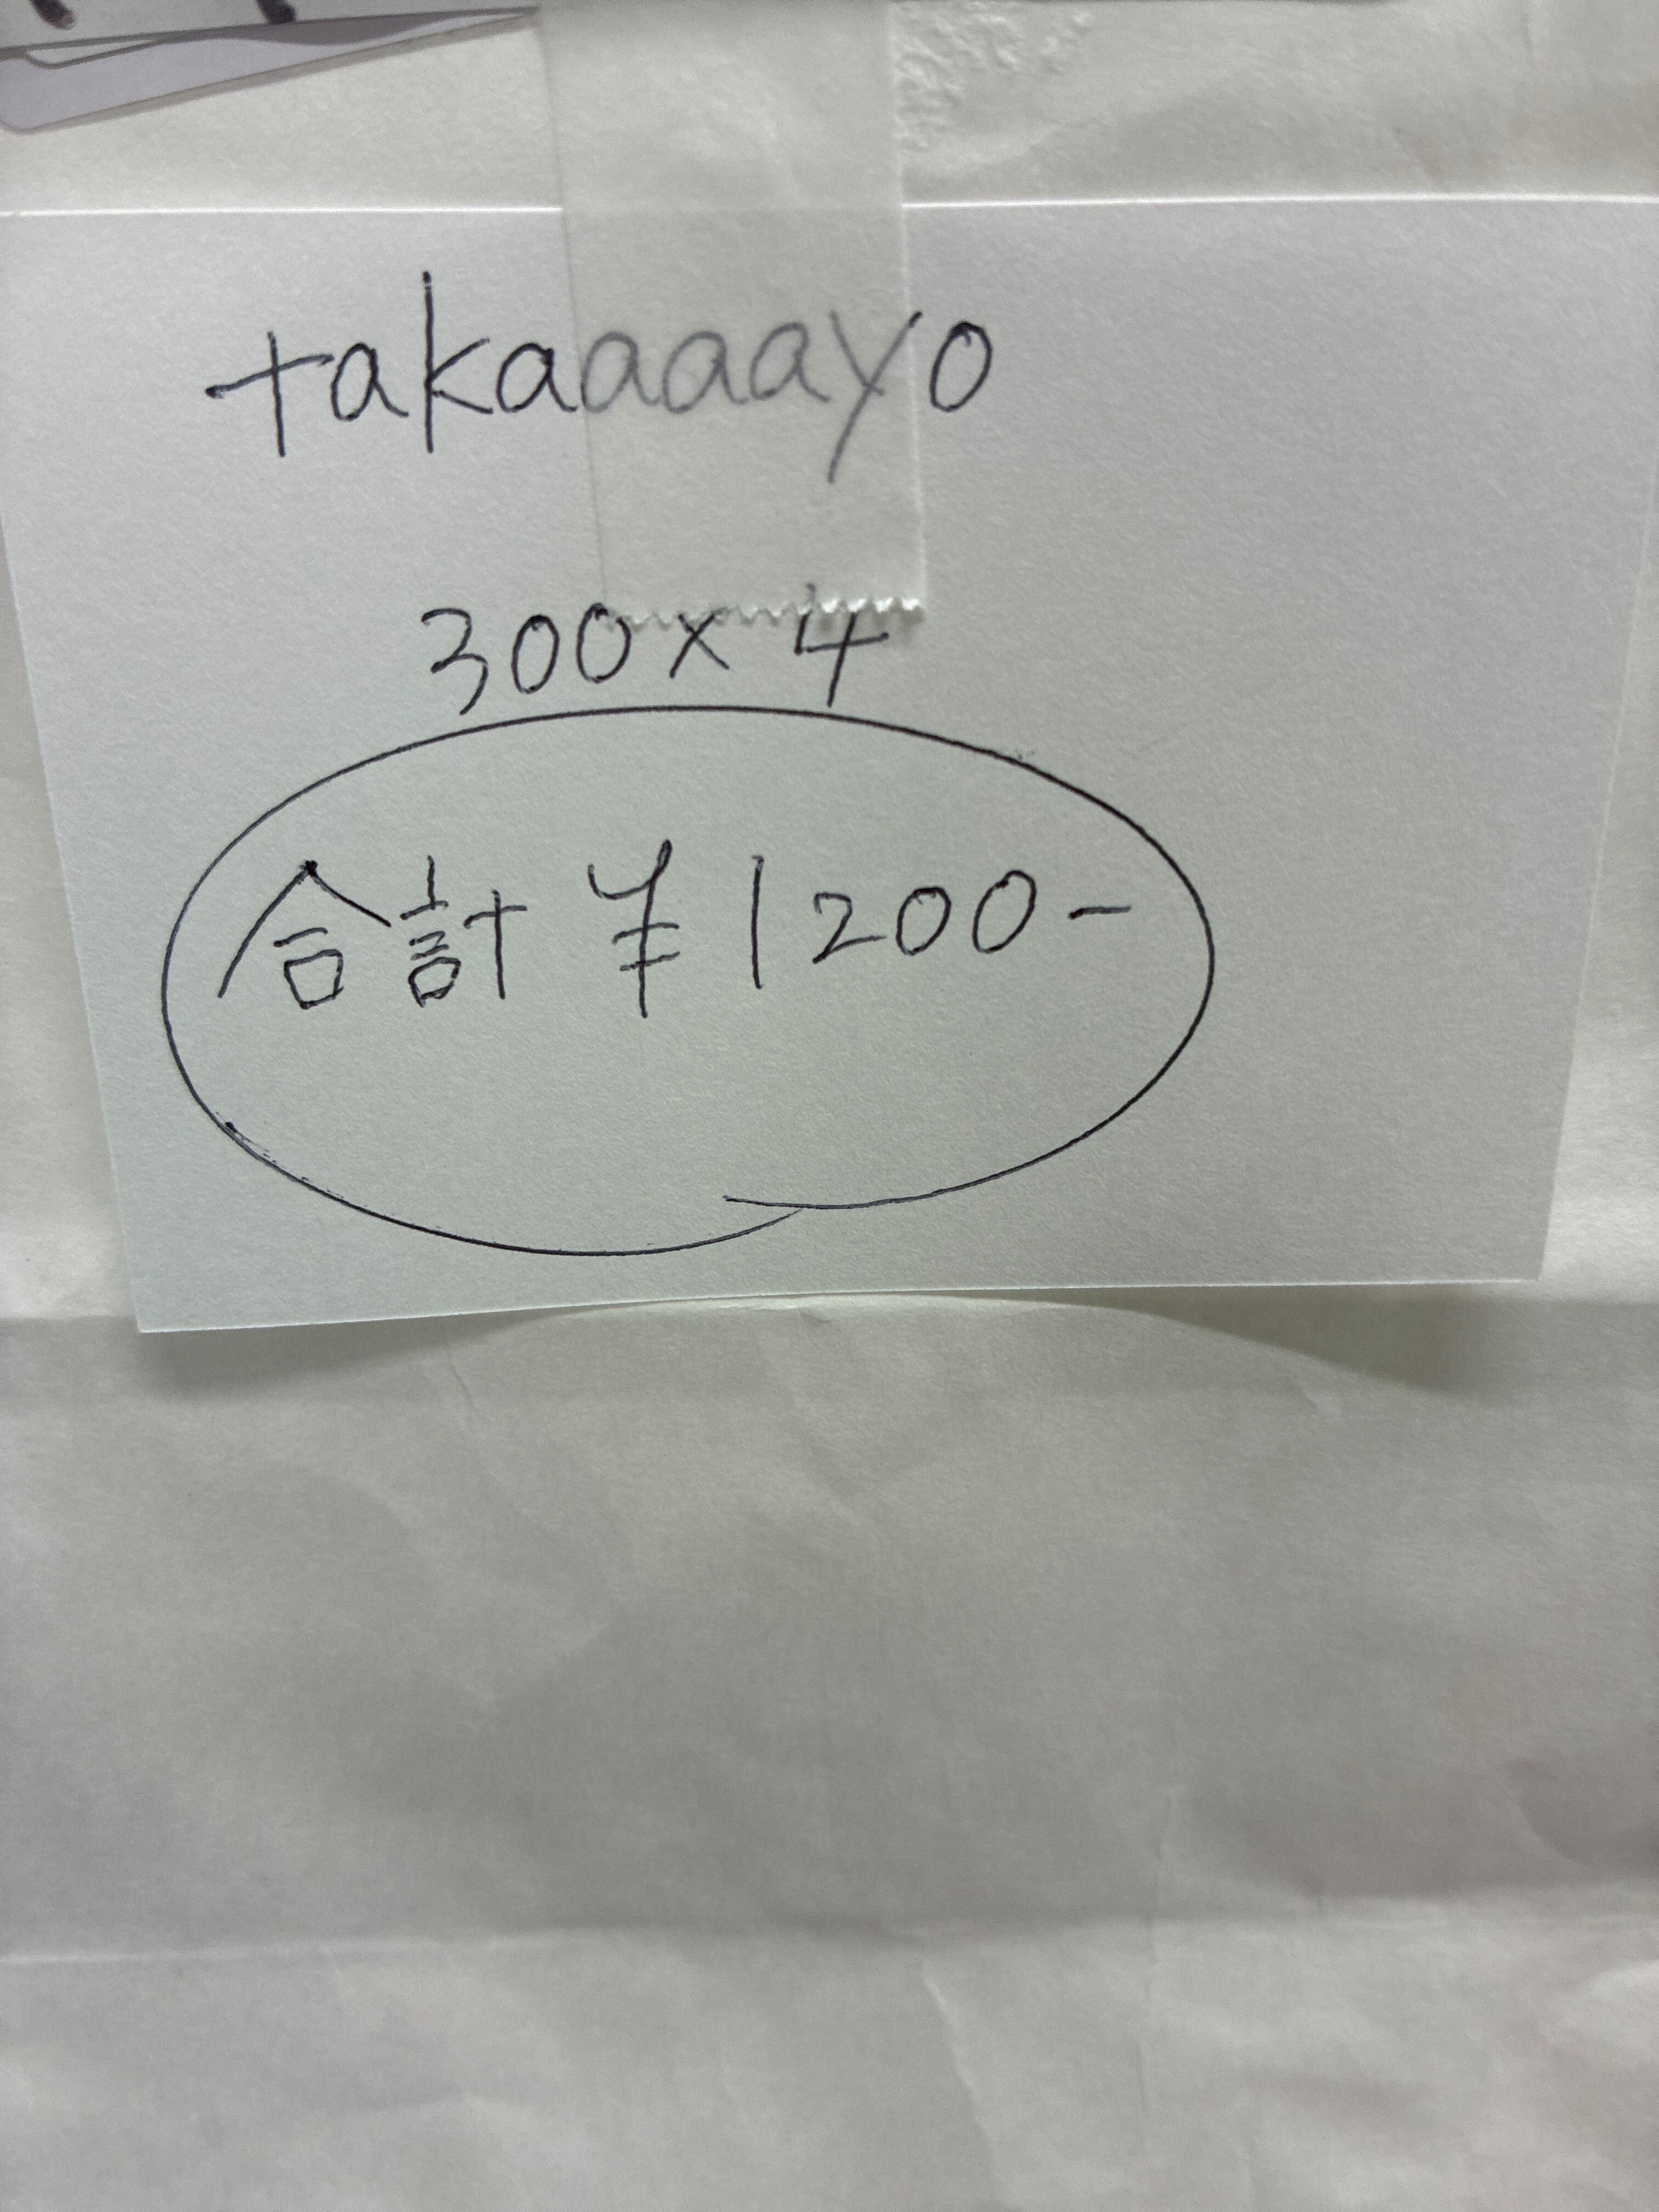 takaaaayo
300×4
合計 ¥1200-